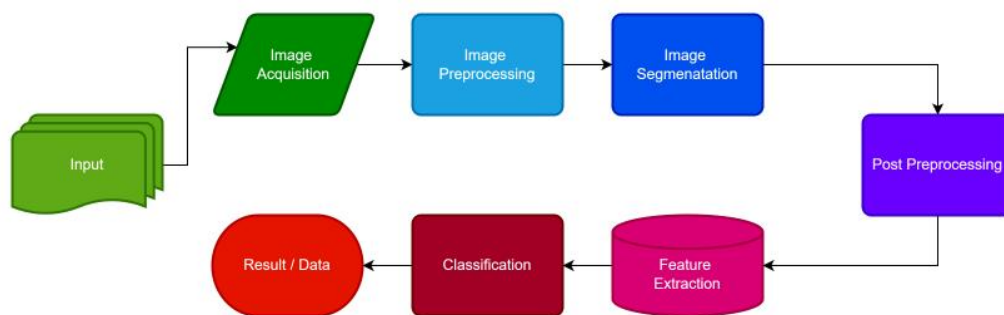 Input
Image
Acquisition
Image
Preprocessing
Image
Segmenatation
Post Preprocessing
Feature
Extraction
Classification
Result / Data